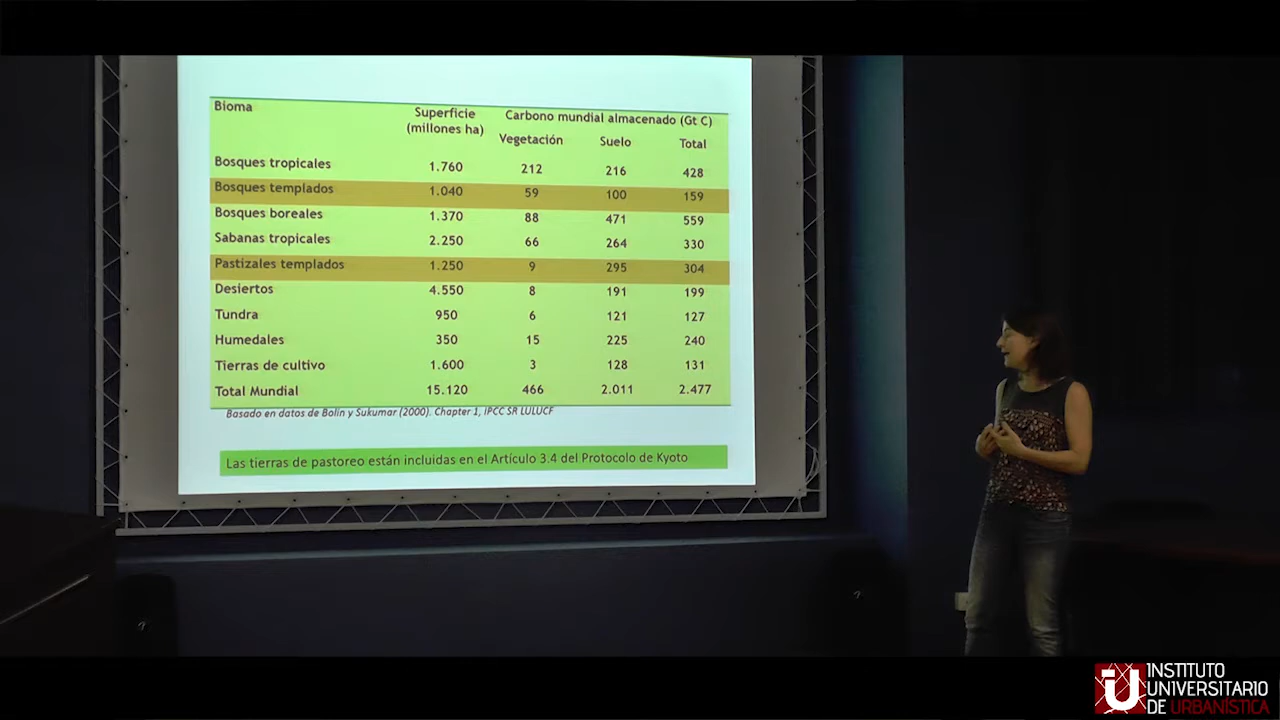 Bioma Superficie (millones ha) Carbono mundial almacenado (Gt C)
Vegetación Suelo Total
Bosques tropicales 1.760 212 216 428
Bosques templados 1.040 59 100 159
Bosques boreales 1.370 88 471 559
Sabanas tropicales 2.250 66 264 330
Pastizales templados 1.250 9 295 304
Desiertos 4.550 8 191 199
Tundra 950 6 121 127
Humedales 350 15 225 240
Tierras de cultivo 1.600 3 128 131
Total Mundial 15.120 466 2.011 2.477
Basado en datos de Bolin y Sukumar (2000). Chapter 1, IPCC SR LULUCF
Las tierras de pastoreo están incluidas en el Artículo 3.4 del Protocolo de Kyoto
iU INSTITUTO
UNIVERSITARIO
DE URBANÍSTICA